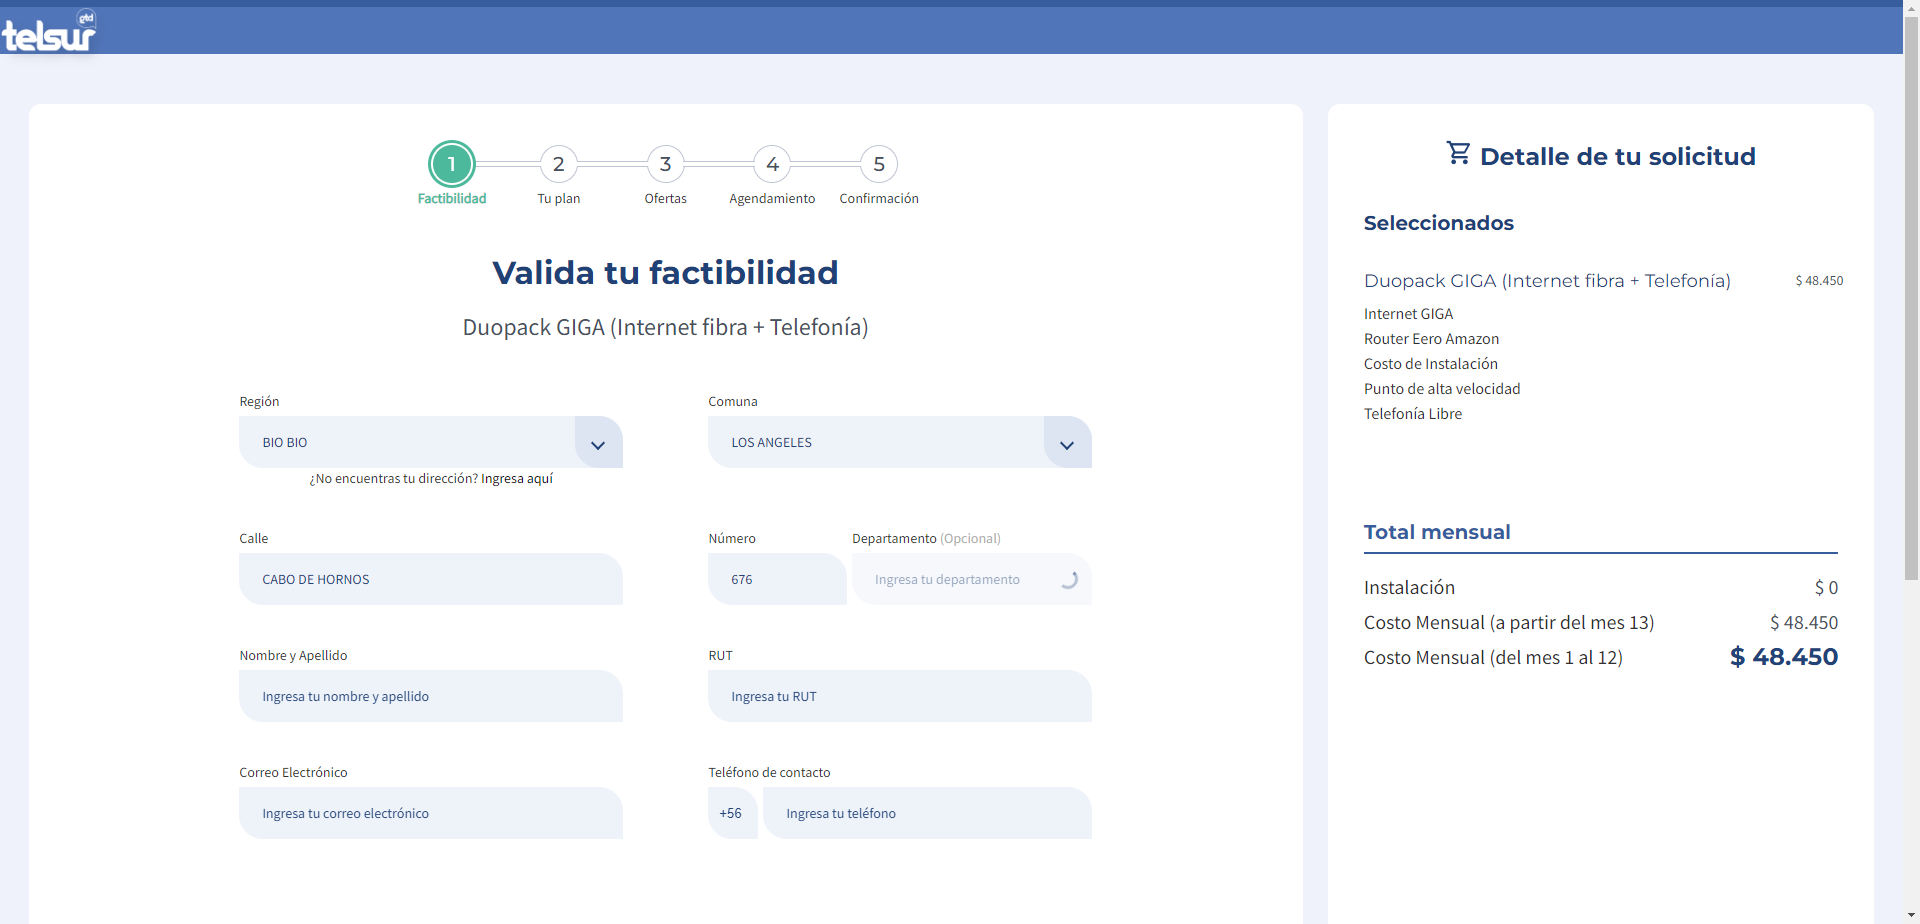 telsur gtd
1 2 3 4 5
Factibilidad Tu plan Ofertas Agendamiento Confirmación
Valida tu factibilidad
Duopack GIGA (Internet fibra + Telefonía)
Región Comuna
BIO BIO LOS ANGELES
¿No encuentras tu dirección? Ingresa aquí
Calle Número Departamento (Opcional)
CABO DE HORNOS 676 Ingresa tu departamento
Nombre y Apellido RUT
Ingresa tu nombre y apellido Ingresa tu RUT
Correo Electrónico Teléfono de contacto
Ingresa tu correo electrónico +56 Ingresa tu teléfono
Detalle de tu solicitud
Seleccionados
Duopack GIGA (Internet fibra + Telefonía) $ 48.450
Internet GIGA
Router Eero Amazon
Costo de Instalación
Punto de alta velocidad
Telefonía Libre
Total mensual
Instalación $ 0
Costo Mensual (a partir del mes 13) $ 48.450
Costo Mensual (del mes 1 al 12) $ 48.450